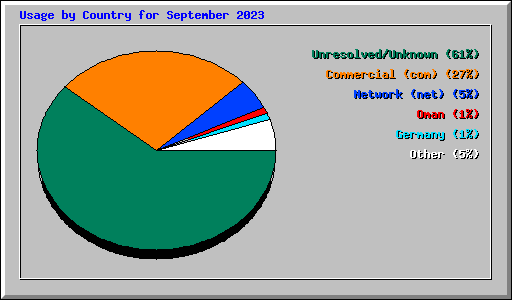 Usage by Country for September 2023
Unresolved/Unknown (61%)
Commercial (com) (27%)
Network (net) (5%)
Oman (1%)
Germany (1%)
Other (5%)